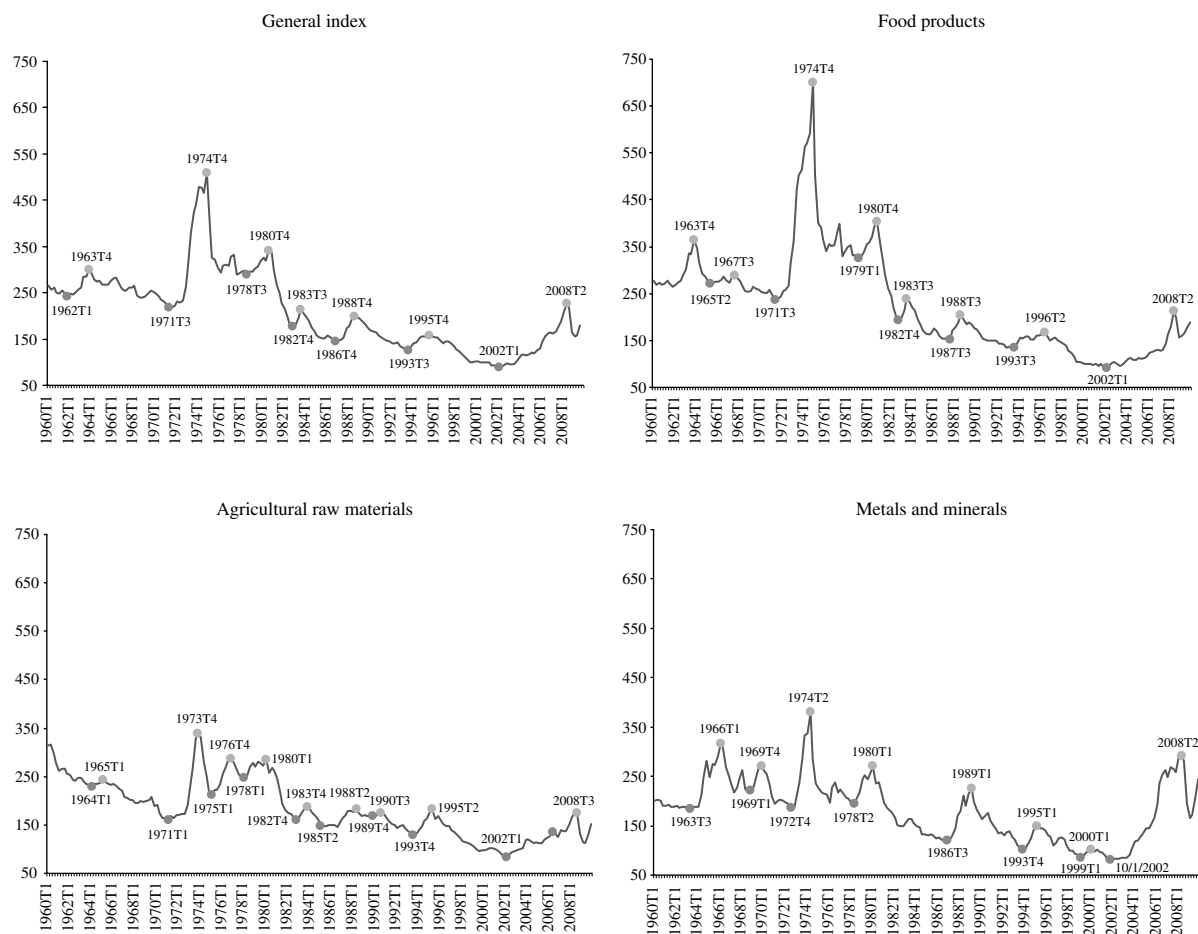 General index
750
650
550
450
350
250
150
50
1974T4
1963T4
1980T4
1978T3
1983T3
1988T4
2008T2
1962T1
1971T3
1982T4
1995T4
1986T4
1993T3
2002T1
1960T1
1962T1
1964T1
1966T1
1968T1
1970T1
1972T1
1974T1
1976T1
1978T1
1980T1
1982T1
1984T1
1986T1
1988T1
1990T1
1992T1
1994T1
1996T1
1998T1
2000T1
2002T1
2004T1
2006T1
2008T1
Food products
750
650
550
450
350
250
150
50
1974T4
1963T4
1980T4
1967T3
1979T1
1965T2
1983T3
2008T2
1971T3
1988T3
1982T4
1996T2
1987T3
1993T3
2002T1
1960T1
1962T1
1964T1
1966T1
1968T1
1970T1
1972T1
1974T1
1976T1
1978T1
1980T1
1982T1
1984T1
1986T1
1988T1
1990T1
1992T1
1994T1
1996T1
1998T1
2000T1
2002T1
2004T1
2006T1
2008T1
Agricultural raw materials
750
650
550
450
350
250
150
50
1973T4
1976T4
1980T1
1965T1
1964T1
1978T1
1983T4
1988T2
1990T3
1995T2
2008T3
1975T1
1971T1
1982T4
1985T2
1989T4
1993T4
2002T1
1960T1
1962T1
1964T1
1966T1
1968T1
1970T1
1972T1
1974T1
1976T1
1978T1
1980T1
1982T1
1984T1
1986T1
1988T1
1990T1
1992T1
1994T1
1996T1
1998T1
2000T1
2002T1
2004T1
2006T1
2008T1
Metals and minerals
750
650
550
450
350
250
150
50
1974T2
1966T1
2008T2
1969T4
1980T1
1989T1
1969T1
1963T3
1972T4
1978T2
1995T1
1986T3
2000T1
1993T4
1999T1
10/1/2002
1960T1
1962T1
1964T1
1966T1
1968T1
1970T1
1972T1
1974T1
1976T1
1978T1
1980T1
1982T1
1984T1
1986T1
1988T1
1990T1
1992T1
1994T1
1996T1
1998T1
2000T1
2002T1
2004T1
2006T1
2008T1